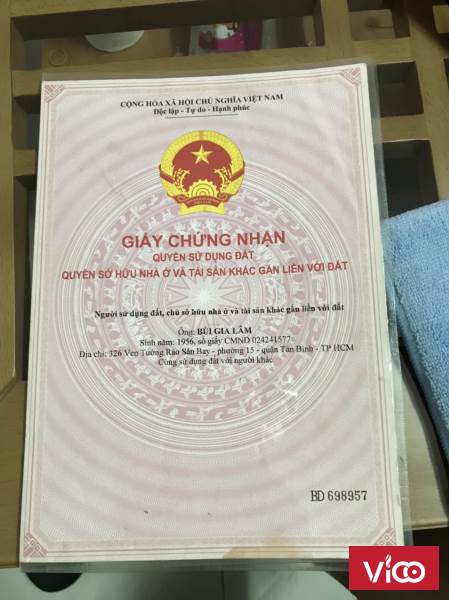 CỘNG HÒA XÃ HỘI CHỦ NGHĨA VIỆT NAM
Độc lập - Tự do - Hạnh phúc
GIẤY CHỨNG NHẬN
QUYỀN SỬ DỤNG ĐẤT
QUYỀN SỞ HỮU NHÀ Ở VÀ TÀI SẢN KHÁC GẮN LIỀN VỚI ĐẤT
Người sử dụng đất, chủ sở hữu nhà ở và tài sản khác gắn liền với đất
Ông: BÙI GIA LÂM
Sinh năm: 1956, số giấy CMND 024241577
Địa chỉ: 326 Ven Tường Rào Sân Bay - phường 15 - quận Tân Bình - TP HCM
Cùng sử dụng đất với người khác
BD 698957
ViCO